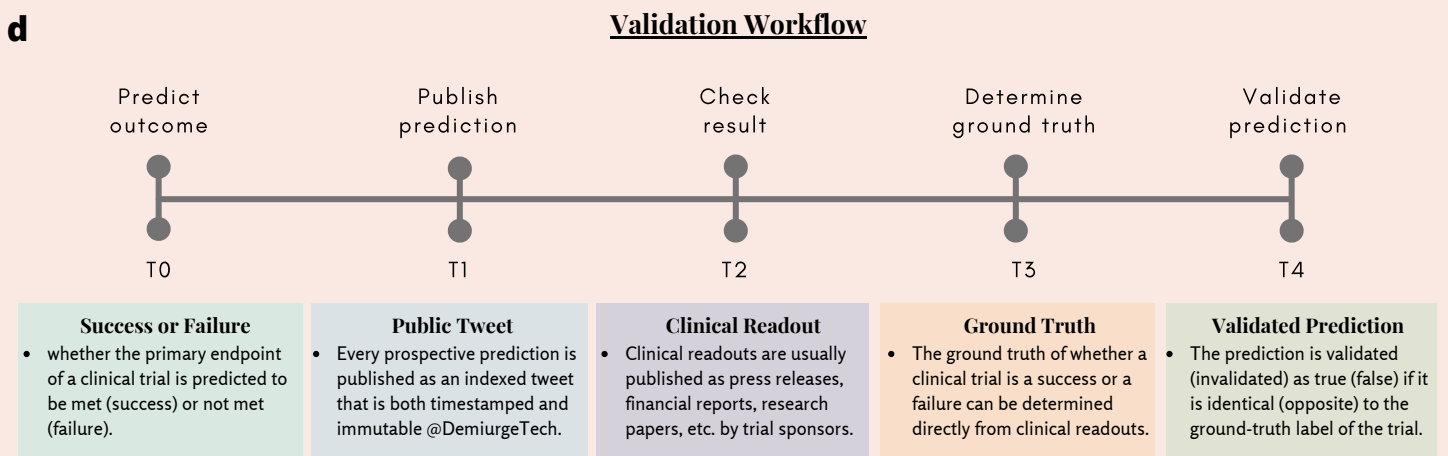 d
Validation Workflow
Predict
outcome
Publish
prediction
Check
result
Determine
ground truth
Validate
prediction
T0
T1
T2
T3
T4
Success or Failure
• whether the primary endpoint
of a clinical trial is predicted to
be met (success) or not met
(failure).
Public Tweet
• Every prospective prediction is
published as an indexed tweet
that is both timestamped and
immutable @DemiurgeTech.
Clinical Readout
• Clinical readouts are usually
published as press releases,
financial reports, research
papers, etc. by trial sponsors.
Ground Truth
• The ground truth of whether a
clinical trial is a success or a
failure can be determined
directly from clinical readouts.
Validated Prediction
• The prediction is validated
(invalidated) as true (false) if it
is identical (opposite) to the
ground-truth label of the trial.